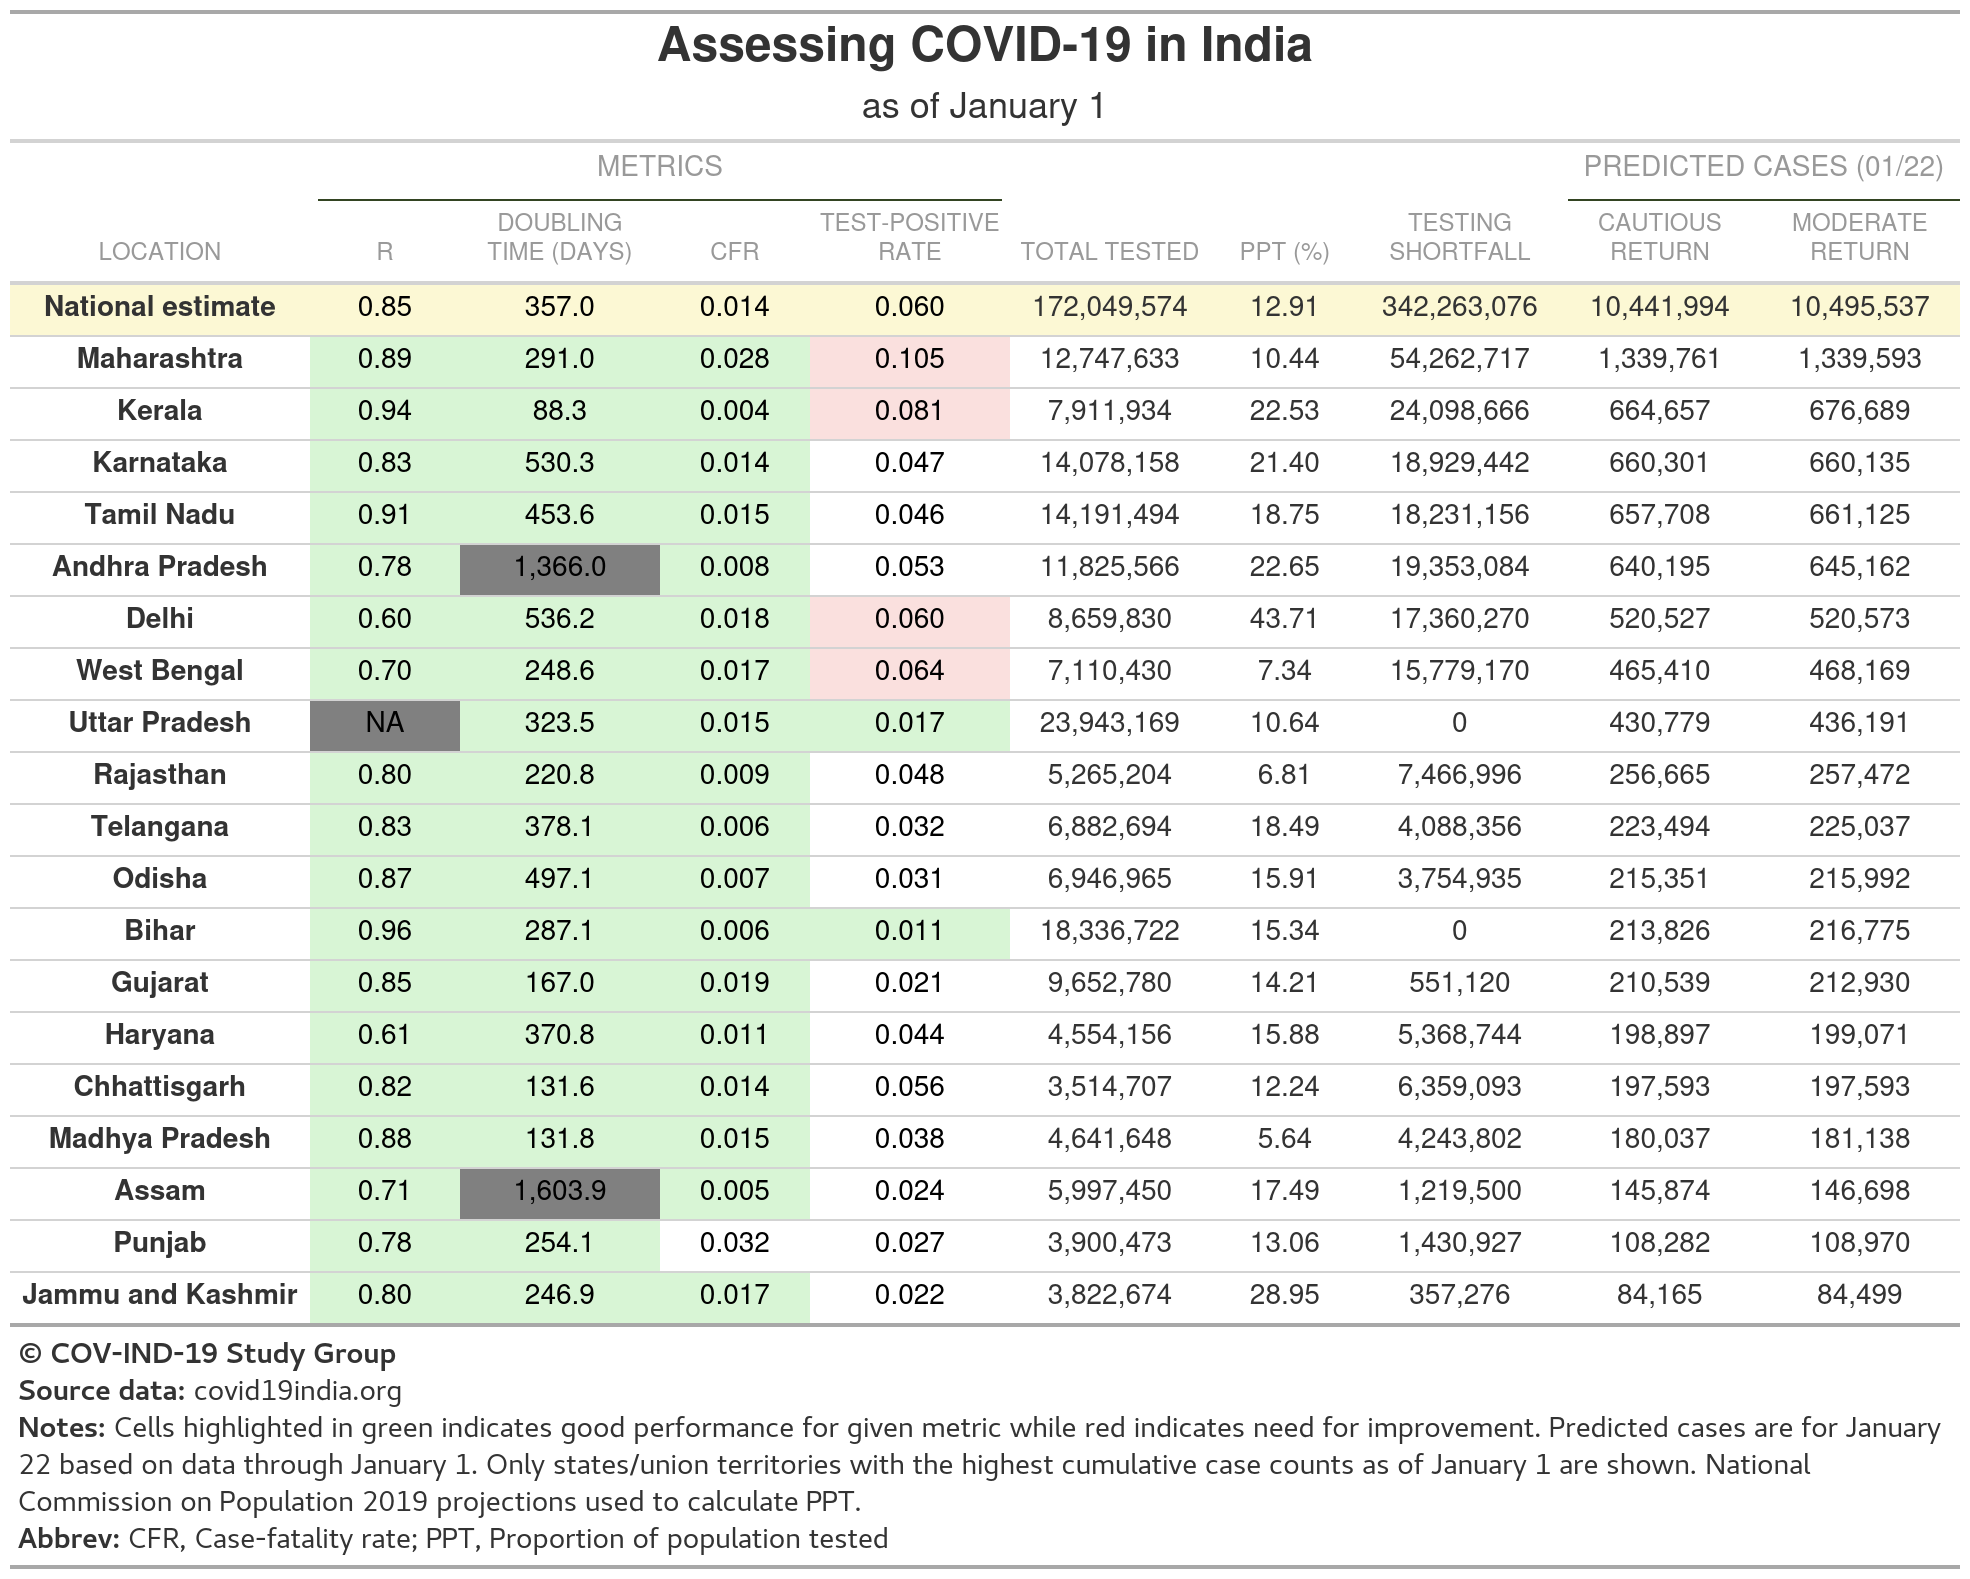 Assessing COVID-19 in India
as of January 1
METRICS PREDICTED CASES (01/22)
LOCATION R DOUBLING TIME (DAYS) CFR TEST-POSITIVE RATE TOTAL TESTED PPT (%) TESTING SHORTFALL CAUTIOUS RETURN MODERATE RETURN
National estimate 0.85 357.0 0.014 0.060 172,049,574 12.91 342,263,076 10,441,994 10,495,537
Maharashtra 0.89 291.0 0.028 0.105 12,747,633 10.44 54,262,717 1,339,761 1,339,593
Kerala 0.94 88.3 0.004 0.081 7,911,934 22.53 24,098,666 664,657 676,689
Karnataka 0.83 530.3 0.014 0.047 14,078,158 21.40 18,929,442 660,301 660,135
Tamil Nadu 0.91 453.6 0.015 0.046 14,191,494 18.75 18,231,156 657,708 661,125
Andhra Pradesh 0.78 1,366.0 0.008 0.053 11,825,566 22.65 19,353,084 640,195 645,162
Delhi 0.60 536.2 0.018 0.060 8,659,830 43.71 17,360,270 520,527 520,573
West Bengal 0.70 248.6 0.017 0.064 7,110,430 7.34 15,779,170 465,410 468,169
Uttar Pradesh NA 323.5 0.015 0.017 23,943,169 10.64 0 430,779 436,191
Rajasthan 0.80 220.8 0.009 0.048 5,265,204 6.81 7,466,996 256,665 257,472
Telangana 0.83 378.1 0.006 0.032 6,882,694 18.49 4,088,356 223,494 225,037
Odisha 0.87 497.1 0.007 0.031 6,946,965 15.91 3,754,935 215,351 215,992
Bihar 0.96 287.1 0.006 0.011 18,336,722 15.34 0 213,826 216,775
Gujarat 0.85 167.0 0.019 0.021 9,652,780 14.21 551,120 210,539 212,930
Haryana 0.61 370.8 0.011 0.044 4,554,156 15.88 5,368,744 198,897 199,071
Chhattisgarh 0.82 131.6 0.014 0.056 3,514,707 12.24 6,359,093 197,593 197,593
Madhya Pradesh 0.88 131.8 0.015 0.038 4,641,648 5.64 4,243,802 180,037 181,138
Assam 0.71 1,603.9 0.005 0.024 5,997,450 17.49 1,219,500 145,874 146,698
Punjab 0.78 254.1 0.032 0.027 3,900,473 13.06 1,430,927 108,282 108,970
Jammu and Kashmir 0.80 246.9 0.017 0.022 3,822,674 28.95 357,276 84,165 84,499
© COV-IND-19 Study Group
Source data: covid19india.org
Notes: Cells highlighted in green indicates good performance for given metric while red indicates need for improvement. Predicted cases are for January
22 based on data through January 1. Only states/union territories with the highest cumulative case counts as of January 1 are shown. National
Commission on Population 2019 projections used to calculate PPT.
Abbrev: CFR, Case-fatality rate; PPT, Proportion of population tested